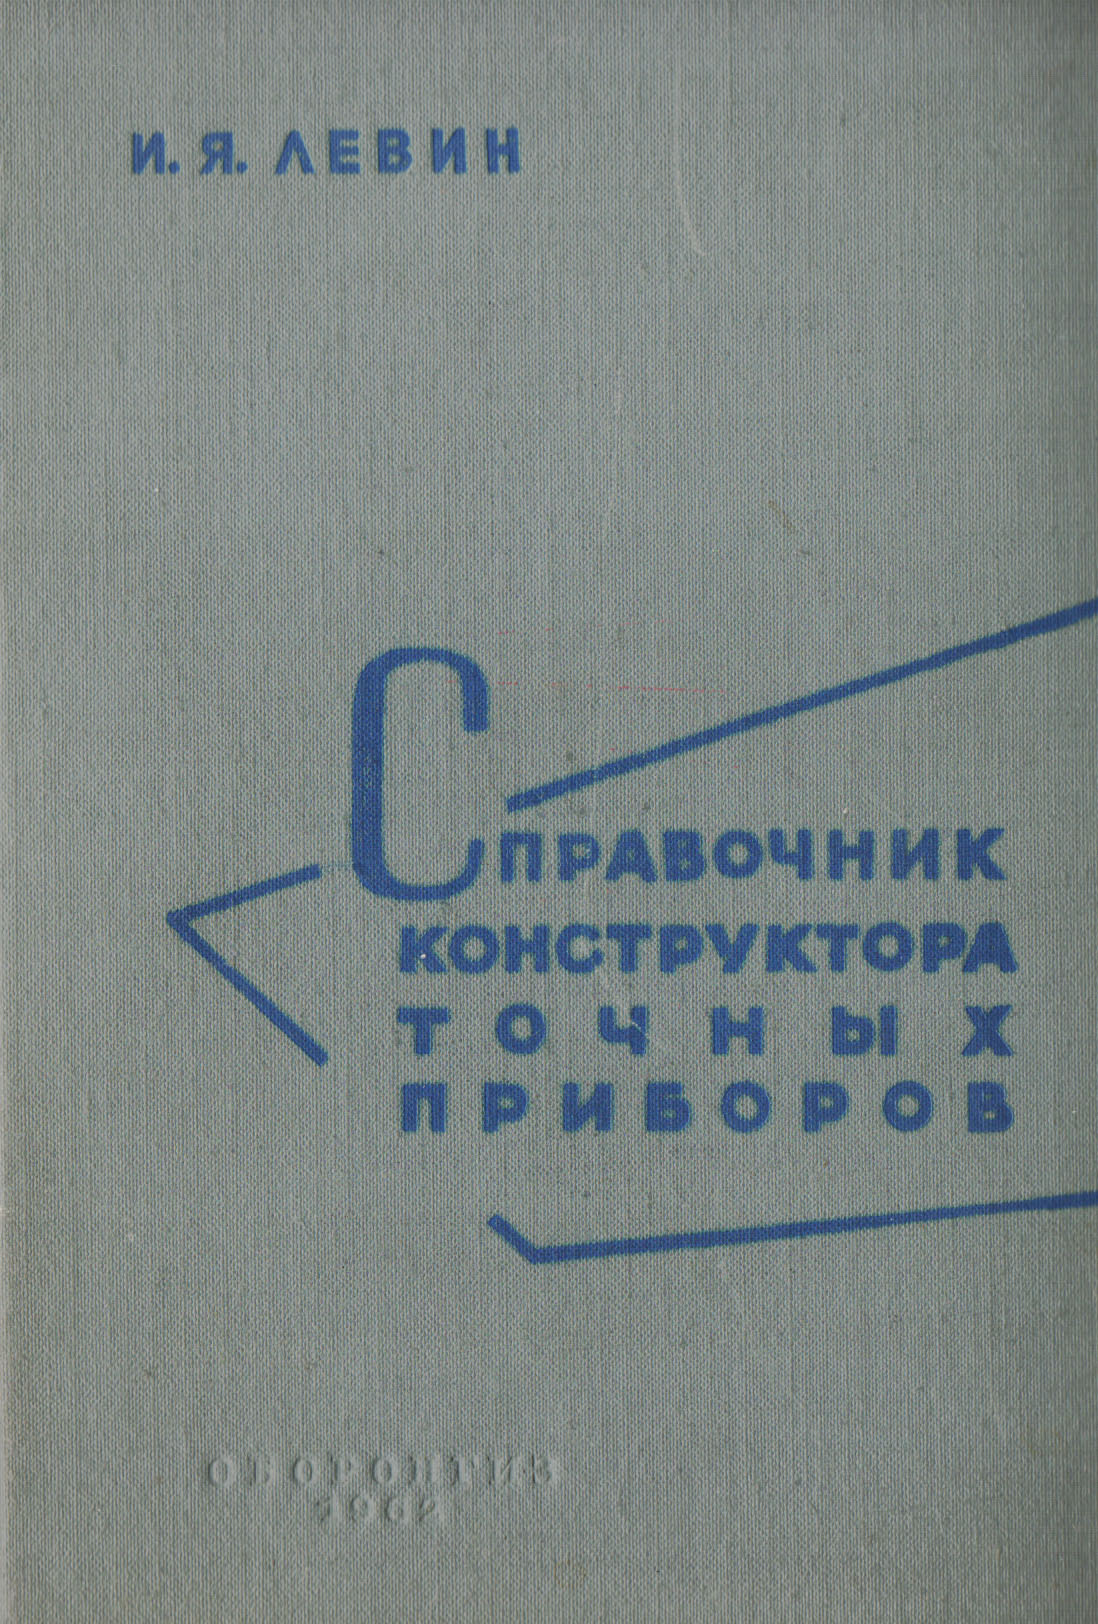 И. Я. ЛЕВИН
СПРАВОЧНИК
КОНСТРУКТОРА
ТОЧНЫХ
ПРИБОРОВ
ОБОРОНГИЗ
1962